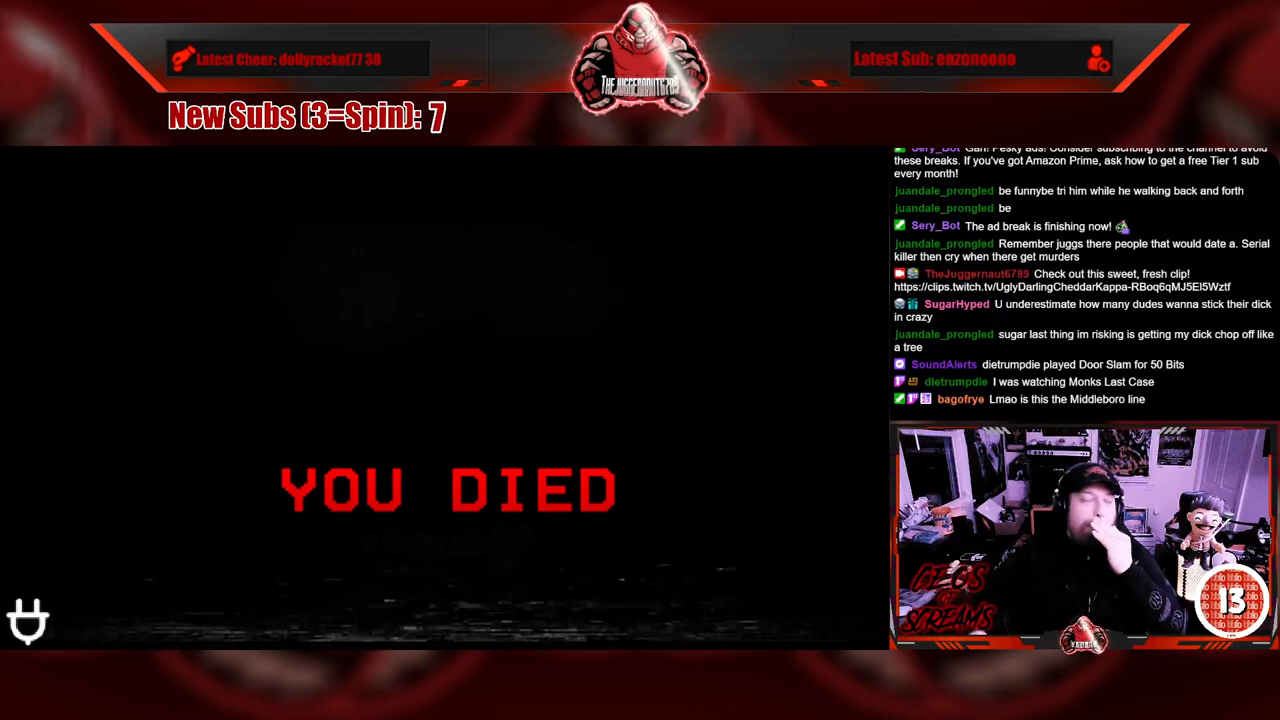 Latest Cheer: dollyrocket77 30
THEJUGGERNAUT6789
Latest Sub: enzoneooo
New Subs (3=Spin): 7
Sery_Bot Gah! Pesky ads! Consider subscribing to the channel to avoid
these breaks. If you've got Amazon Prime, ask how to get a free Tier 1 sub
every month!
juandale_prongled be funnybe tri him while he walking back and forth
juandale_prongled be
Sery_Bot The ad break is finishing now!
juandale_prongled Remember juggs there people that would date a. Serial
killer then cry when there get murders
TheJuggernaut6789 Check out this sweet, fresh clip!
https://clips.twitch.tv/UglyDarlingCheddarKappa-RBoq6qMJ5El5Wztf
SugarHyped U underestimate how many dudes wanna stick their dick
in crazy
juandale_prongled sugar last thing im risking is getting my dick chop off like
a tree
SoundAlerts dietrumpdie played Door Slam for 50 Bits
dietrumpdie I was watching Monks Last Case
bagofrye Lmao is this the Middleboro line
YOU DIED
SCREAMS
13